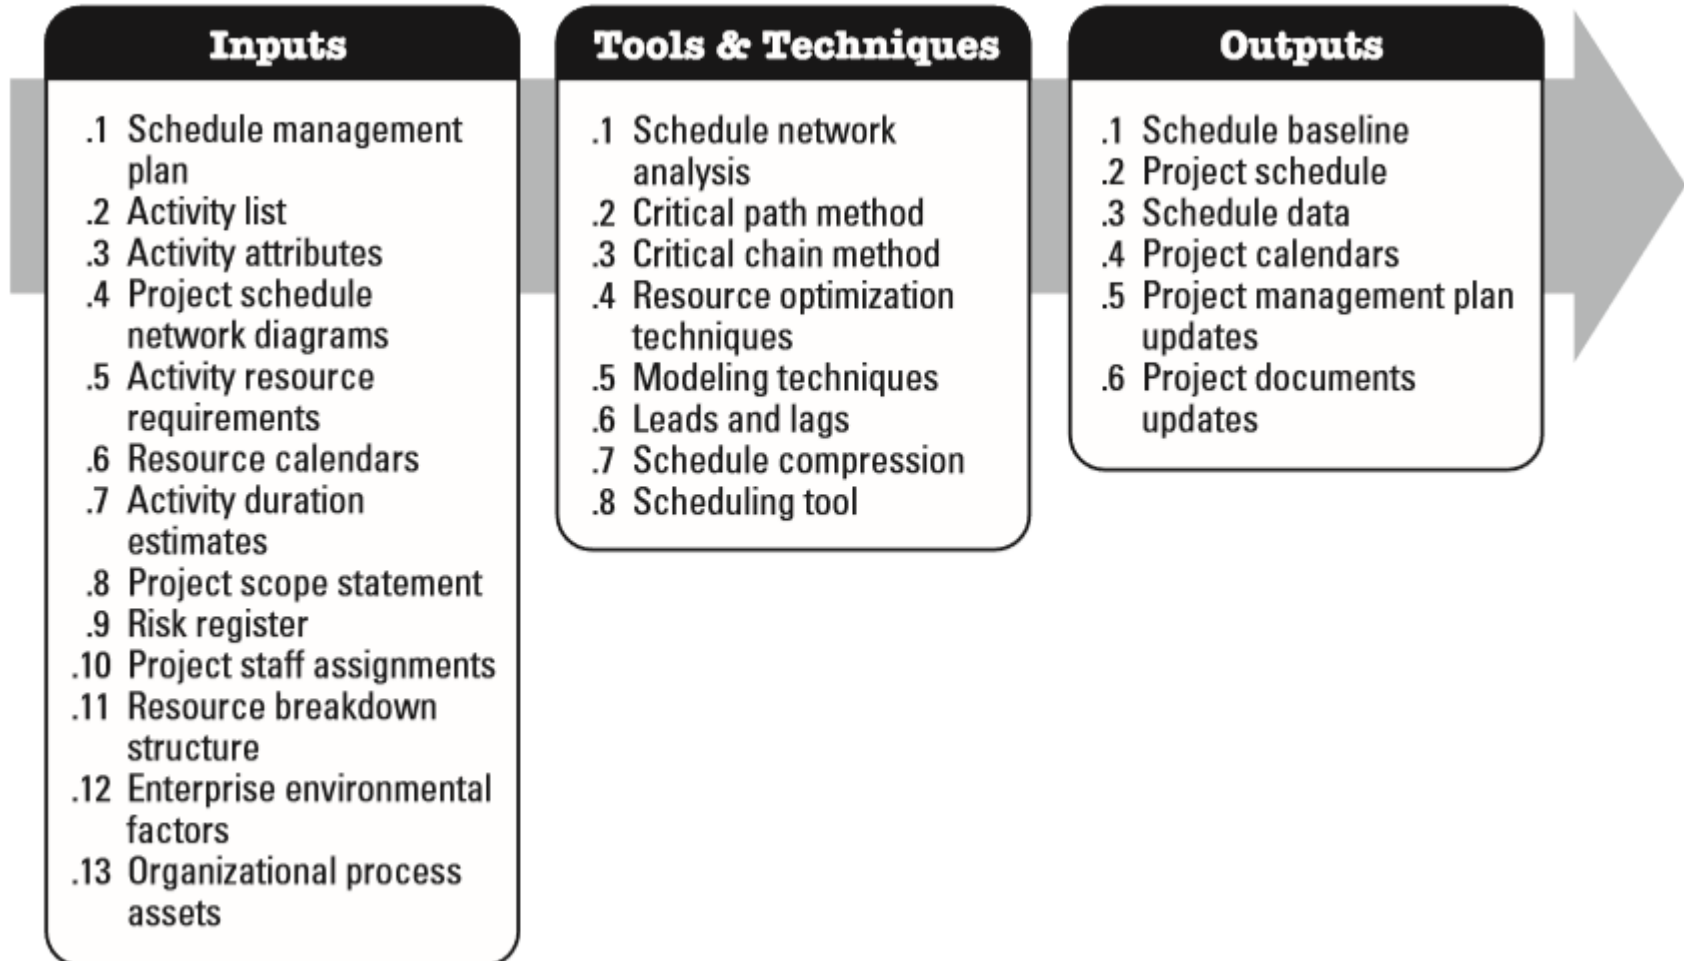 Inputs
.1 Schedule management
plan
.2 Activity list
.3 Activity attributes
.4 Project schedule
network diagrams
.5 Activity resource
requirements
.6 Resource calendars
.7 Activity duration
estimates
.8 Project scope statement
.9 Risk register
.10 Project staff assignments
.11 Resource breakdown
structure
.12 Enterprise environmental
factors
.13 Organizational process
assets
Tools & Techniques
.1 Schedule network
analysis
.2 Critical path method
.3 Critical chain method
.4 Resource optimization
techniques
.5 Modeling techniques
.6 Leads and lags
.7 Schedule compression
.8 Scheduling tool
Outputs
.1 Schedule baseline
.2 Project schedule
.3 Schedule data
.4 Project calendars
.5 Project management plan
updates
.6 Project documents
updates